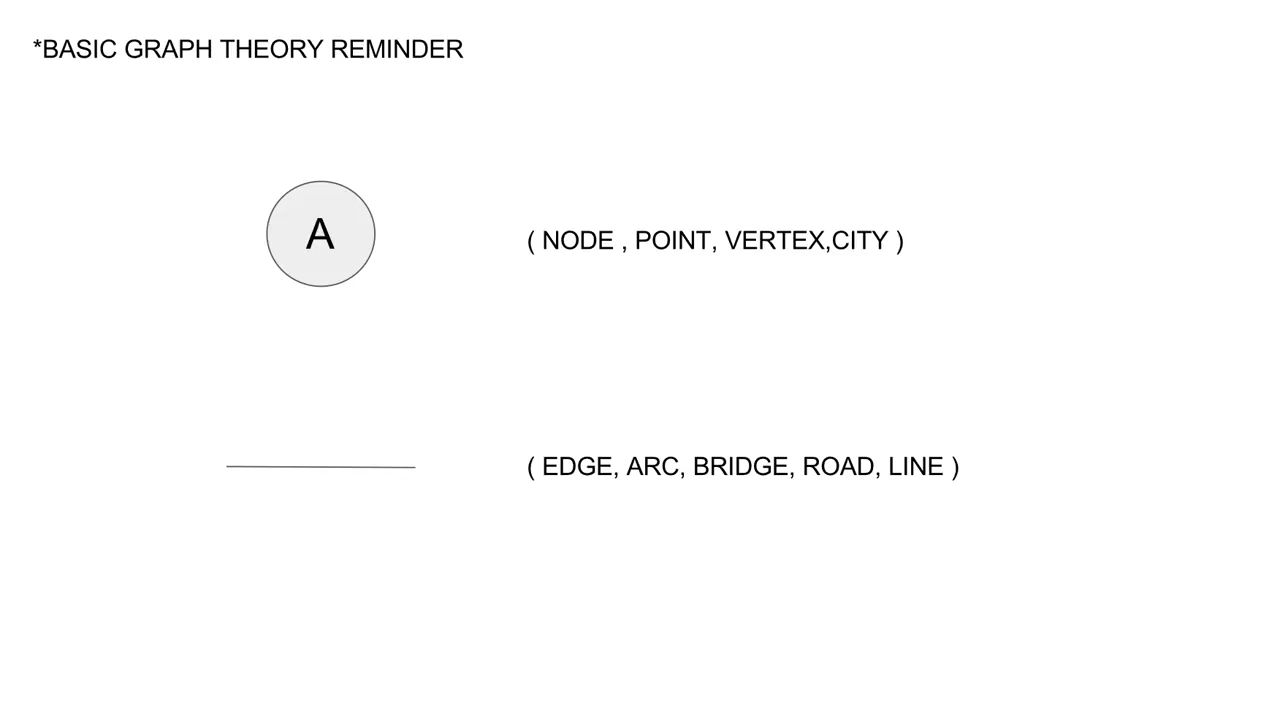 *BASIC GRAPH THEORY REMINDER
A
( NODE , POINT, VERTEX,CITY )
( EDGE, ARC, BRIDGE, ROAD, LINE )